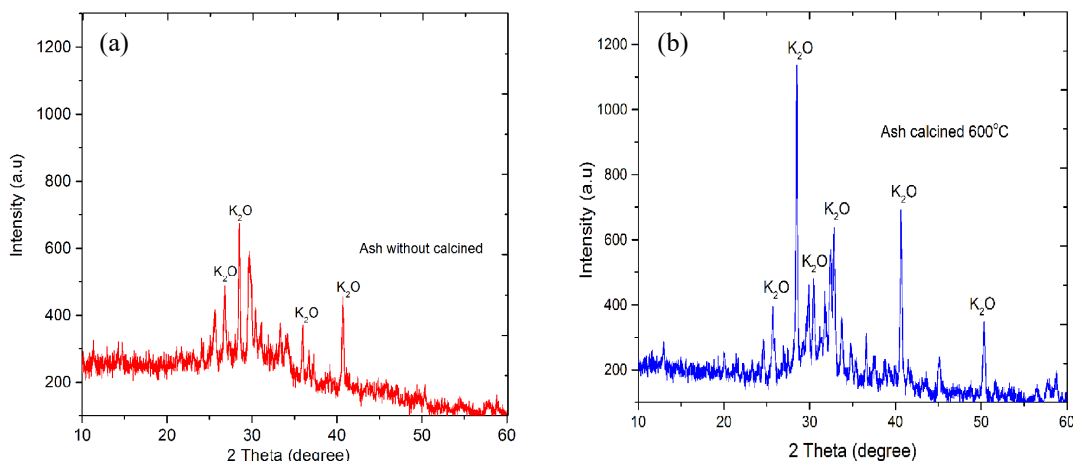 (a)
1200
1000
800
600
400
200
Intensity (a.u)
K2O
K2O
K2O
K2O
Ash without calcined
10
20
30
40
50
60
2 Theta (degree)
(b)
1200
1000
800
600
400
200
Intensity (a.u)
K2O
K2O
K2O
K2O
K2O
K2O
Ash calcined 600°C
10
20
30
40
50
60
2 Theta (degree)